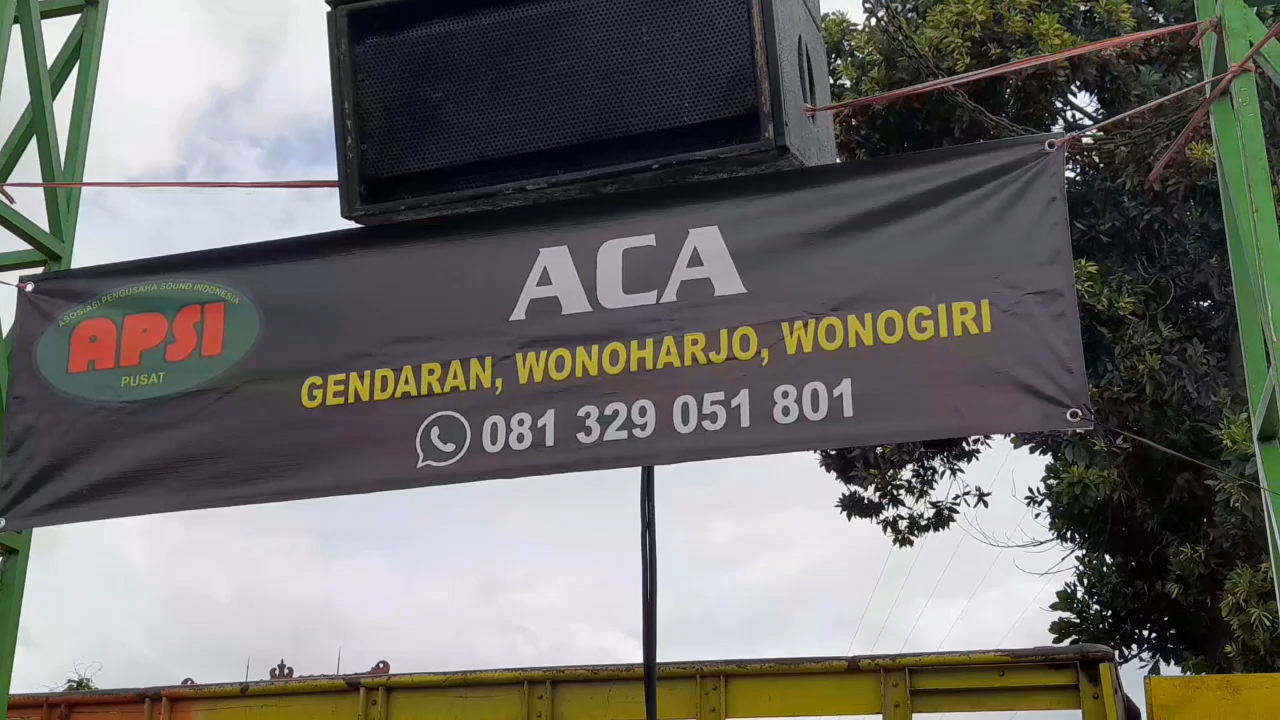 ASOSIASI PENGUSAHA SOUND INDONESIA
APSI
PUSAT
ACA
GENDARAN, WONOHARJO, WONOGIRI
081 329 051 801